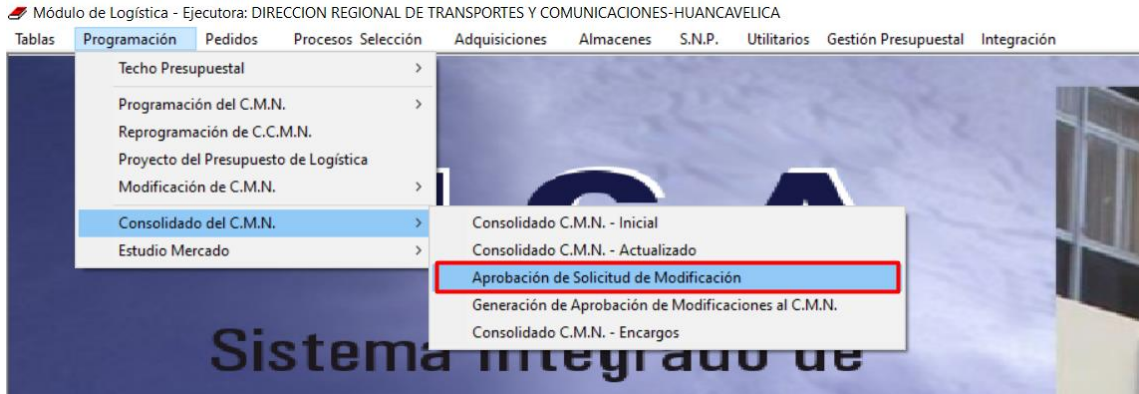 Módulo de Logística - Ejecutora: DIRECCION REGIONAL DE TRANSPORTES Y COMUNICACIONES-HUANCAVELICA
Tablas Programación Pedidos Procesos Selección Adquisiciones Almacenes S.N.P. Utilitarios Gestión Presupuestal Integración
Techo Presupuestal >
Programación del C.M.N. >
Reprogramación de C.C.M.N.
Proyecto del Presupuesto de Logística
Modificación de C.M.N. >
Consolidado del C.M.N. >
Estudio Mercado >
Consolidado C.M.N. - Inicial
Consolidado C.M.N. - Actualizado
Aprobación de Solicitud de Modificación
Generación de Aprobación de Modificaciones al C.M.N.
Consolidado C.M.N. - Encargos
Sistema Integrado de